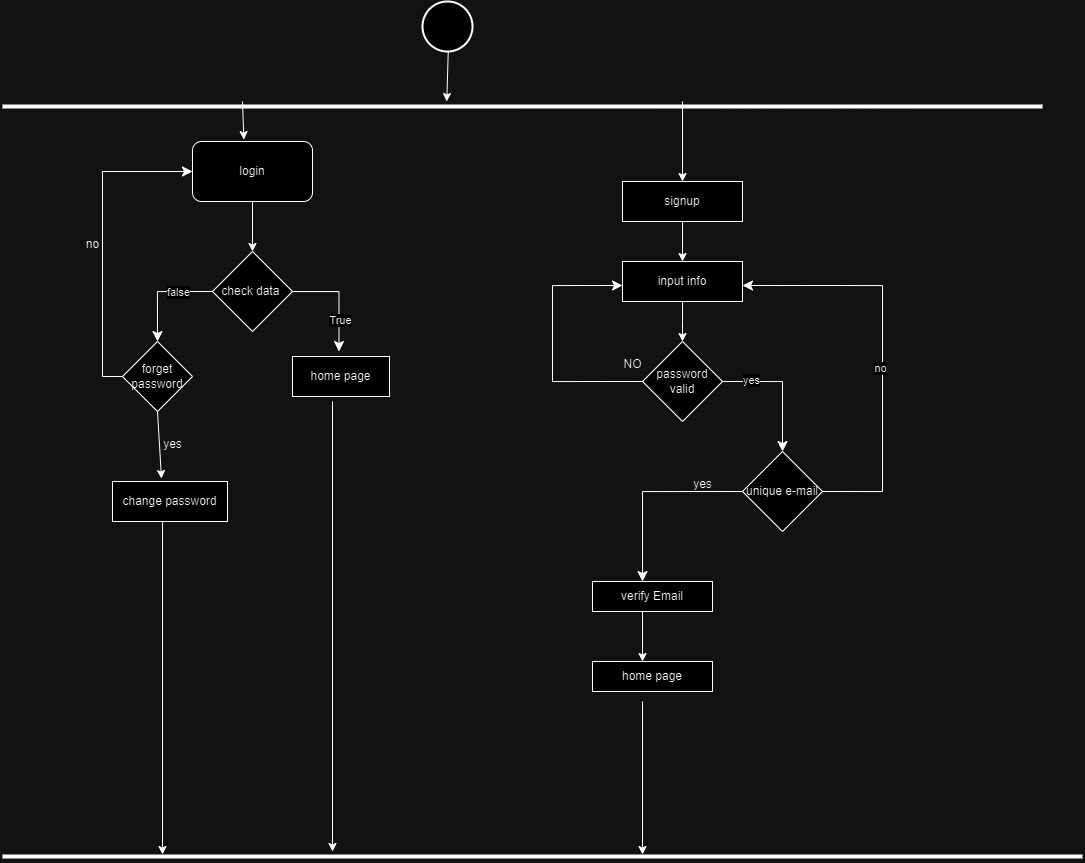 login
signup
no
input info
check data
false
True
NO
forget
password
home page
password
valid
yes
no
yes
change password
yes
unique e-mail
verify Email
home page